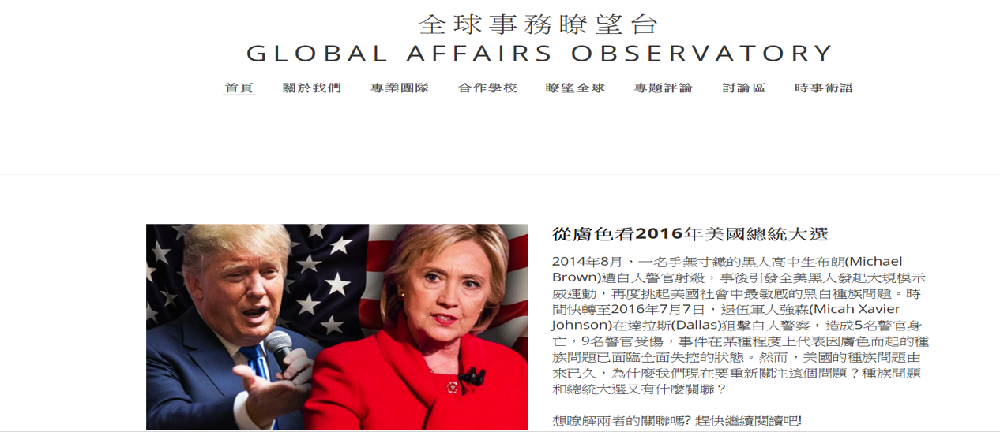 全球事務瞭望台
GLOBAL AFFAIRS OBSERVATORY
首頁 關於我們 專業團隊 合作學校 瞭望全球 專題評論 討論區 時事術語
從膚色看2016年美國總統大選
2014年8月，一名手無寸鐵的黑人高中生布朗(Michael
Brown)遭白人警官射殺，事後引發全美黑人發起大規模示
威運動，再度挑起美國社會中最敏感的黑白種族問題。時
間快轉至2016年7月7日，退伍軍人強森(Micah Xavier
Johnson)在達拉斯(Dallas)狙擊白人警察，造成5名警官身
亡，9名警官受傷，事件在某種程度上代表因膚色而起的種
族問題已面臨全面失控的狀態。然而，美國的種族問題由
來已久，為什麼我們現在要重新關注這個問題？種族問題
和總統大選又有什麼關聯？
想瞭解兩者的關聯嗎? 趕快繼續閱讀吧!